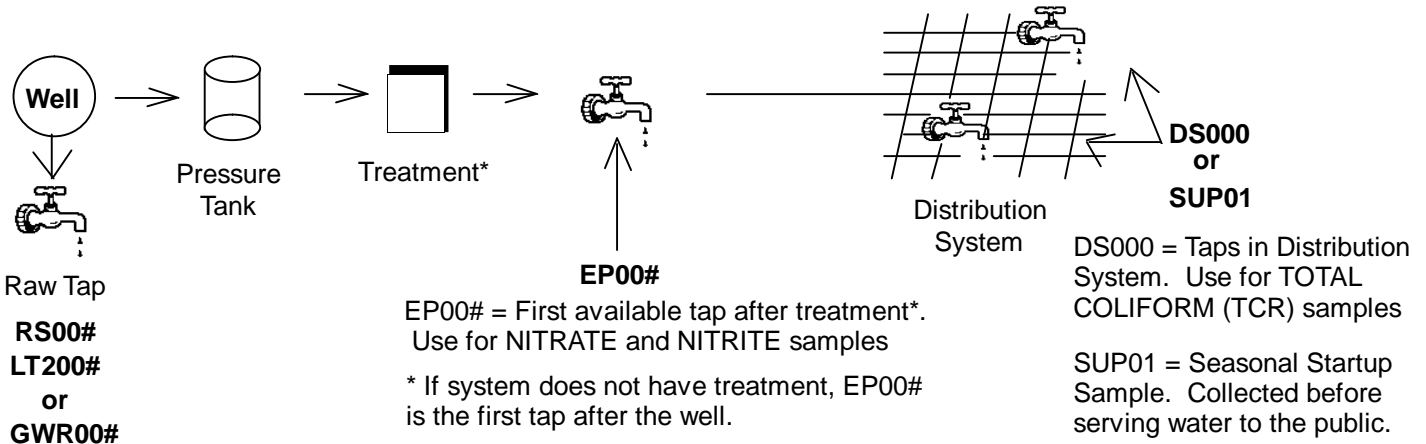 Well
Pressure
Tank
Treatment*
Raw Tap
RS00#
LT200#
or
GWR00#
EP00#
EP00# = First available tap after treatment*.
Use for NITRATE and NITRITE samples
* If system does not have treatment, EP00#
is the first tap after the well.
Distribution
System
DS000
or
SUP01
DS000 = Taps in Distribution
System. Use for TOTAL
COLIFORM (TCR) samples
SUP01 = Seasonal Startup
Sample. Collected before
serving water to the public.